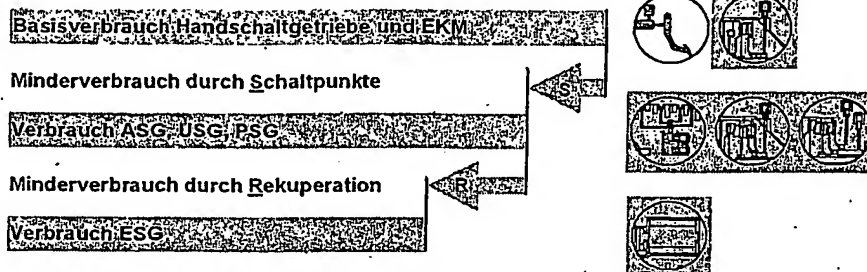 Basisverbrauch Handschaltgetriebe und EKM
Minderverbrauch durch Schaltpunkte
S
Verbrauch ASG, USG, PSG
Minderverbrauch durch Rekuperation
R
Verbrauch ESG